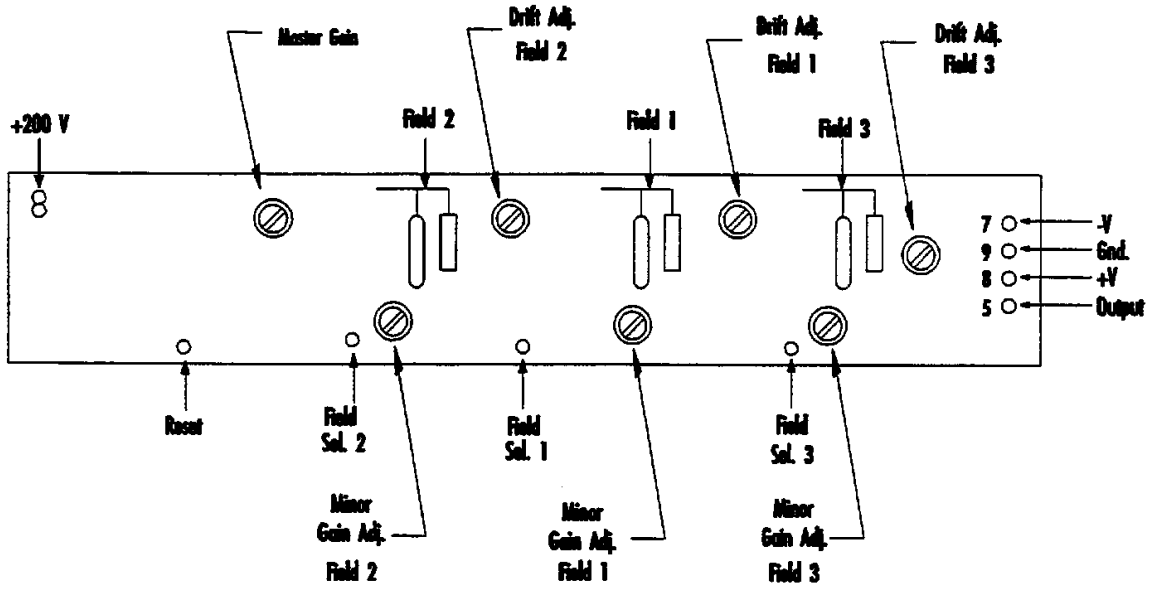 Master Gain
Drift Adj.
Field 2
Drift Adj.
Field 1
Drift Adj.
Field 3
+200 V
Field 2
Field 1
Field 3
7 -V
9 Gnd.
8 +V
5 Output
Reset
Field
Sel. 2
Field
Sel. 1
Field
Sel. 3
Minor
Gain Adj.
Field 2
Minor
Gain Adj.
Field 1
Minor
Gain Adj.
Field 3